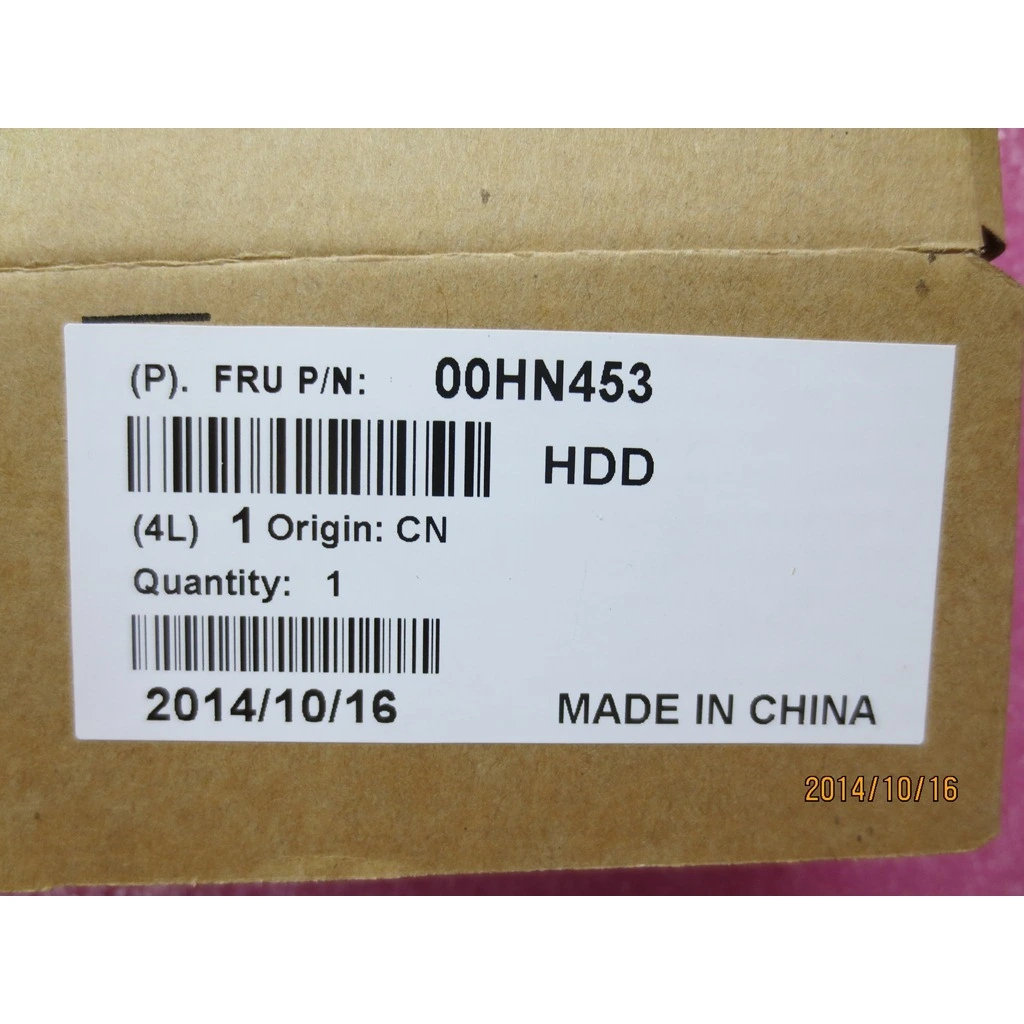 (P). FRU P/N: 00HN453
HDD
(4L) 1 Origin: CN
Quantity: 1
2014/10/16
MADE IN CHINA
2014/10/16